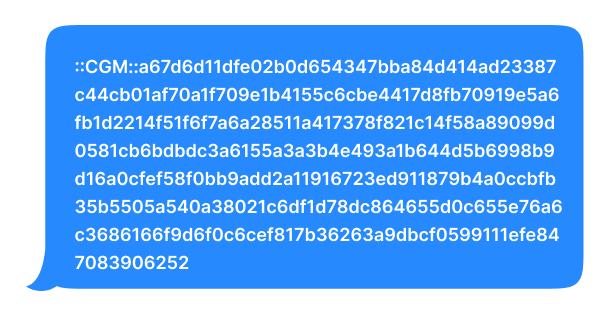 ::CGM::a67d6d11dfe02b0d654347bba84d414ad23387
c44cb01af70a1f709e1b4155c6cbe4417d8fb70919e5a6
fb1d2214f51f6f7a6a28511a417378f821c14f58a89099d
0581cb6bdbdc3a6155a3a3b4e493a1b644d5b6998b9
d16a0cfef58f0bb9add2a11916723ed911879b4a0ccbfb
35b5505a540a38021c6df1d78dc864655d0c655e76a6
c3686166f9d6f0c6cef817b36263a9dbcf0599111efe84
7083906252